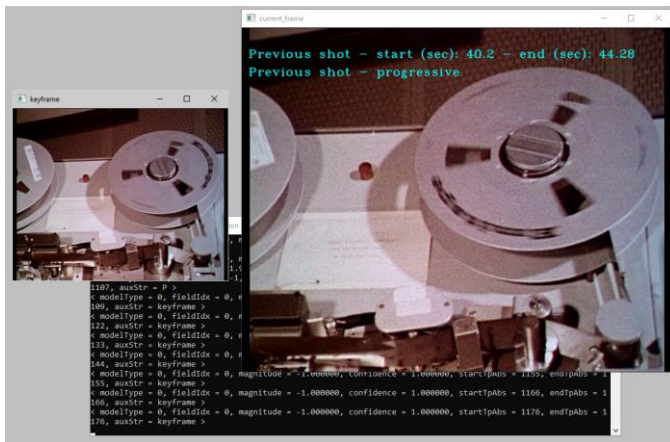 current_frame
Previous shot - start (sec): 40.2 - end (sec): 44.28
Previous shot - progressive
keyframe
1107, auxStr = P >
< modelType = 0, fieldIdx = 0,
109, auxStr = keyframe >
< modelType = 0, fieldIdx = 0,
122, auxStr = keyframe >
< modelType = 0, fieldIdx = 0,
133, auxStr = keyframe >
< modelType = 0, fieldIdx = 0,
144, auxStr = keyframe >
< modelType = 0, fieldIdx = 0, magnitude = -1.000000, confidence = 1.000000, startTpAbs = 1155, endTpAbs = 1
155, auxStr = keyframe >
< modelType = 0, fieldIdx = 0, magnitude = -1.000000, confidence = 1.000000, startTpAbs = 1166, endTpAbs = 1
166, auxStr = keyframe >
< modelType = 0, fieldIdx = 0, magnitude = -1.000000, confidence = 1.000000, startTpAbs = 1176, endTpAbs = 1
176, auxStr = keyframe >